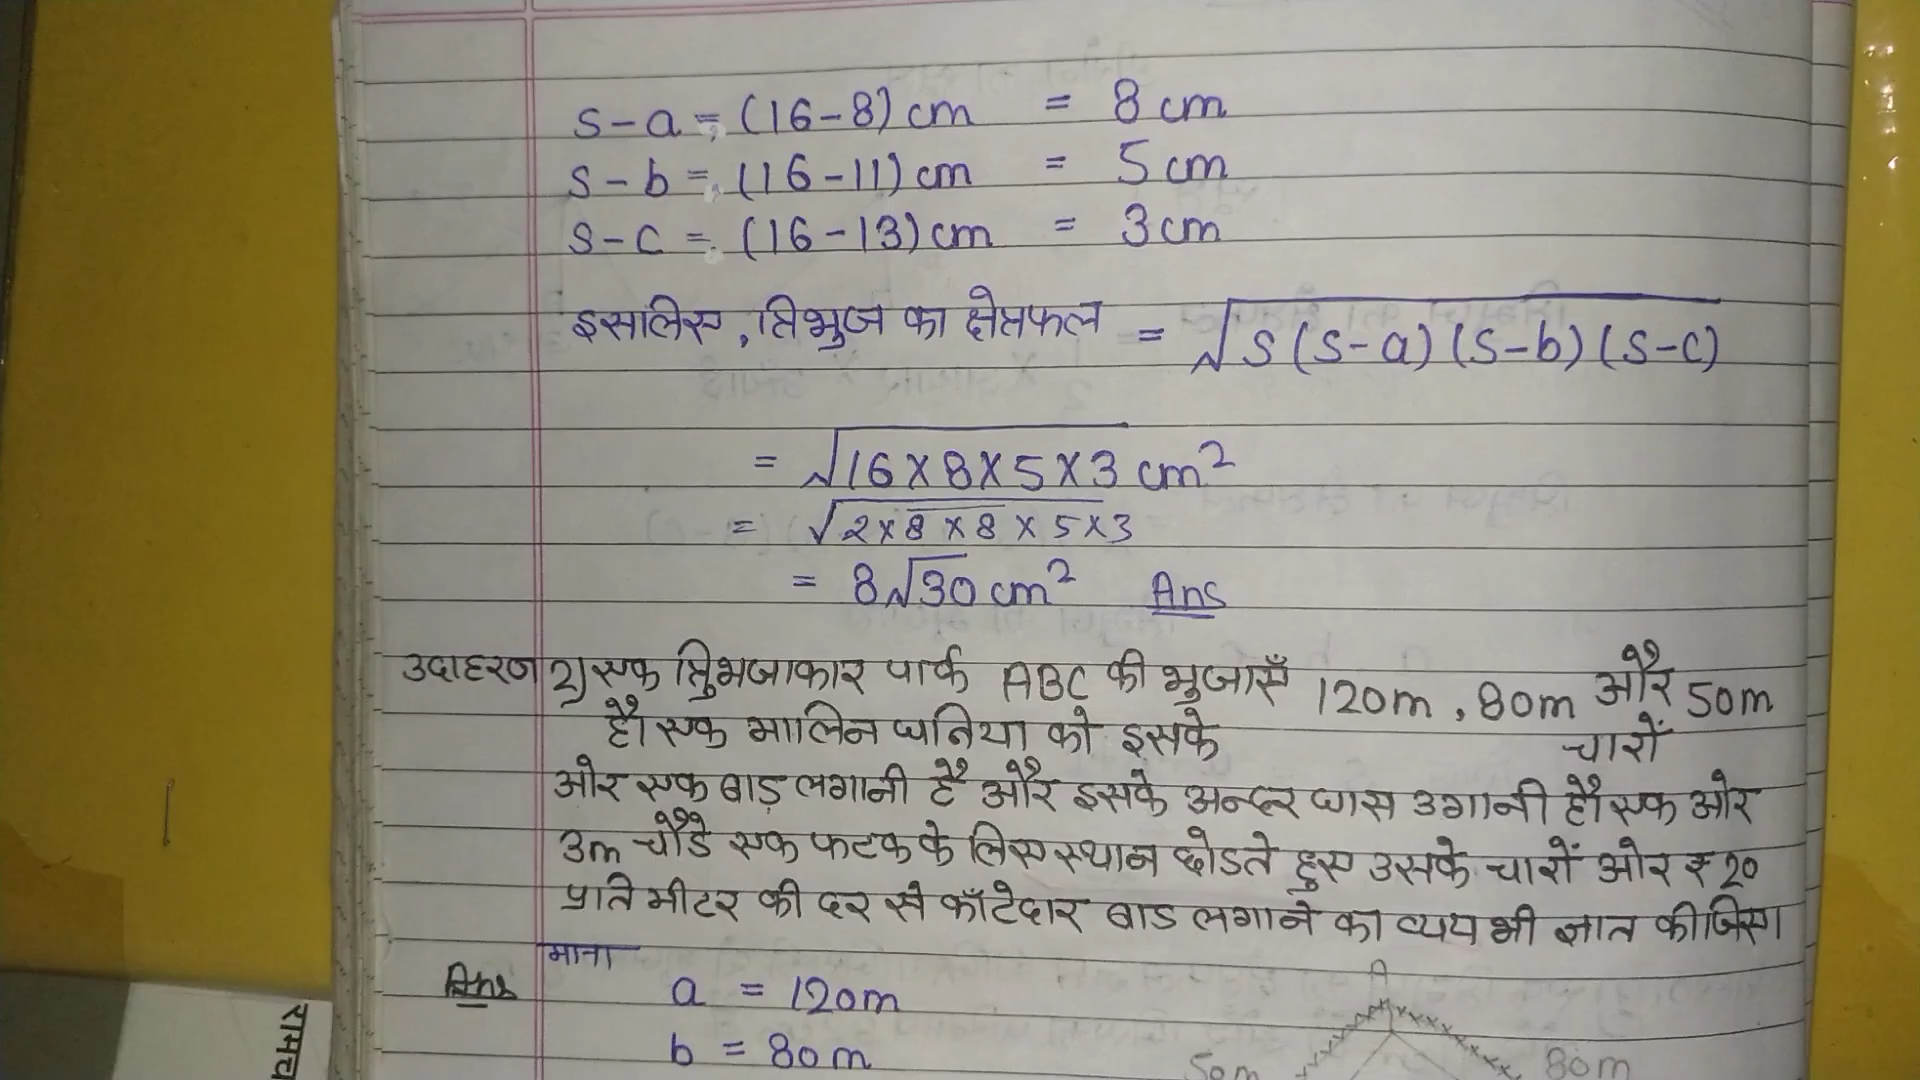 s-a = (16-8) cm = 8 cm
s-b = (16-11) cm = 5 cm
s-c = (16-13) cm = 3 cm
इसलिए, त्रिभुज का क्षेत्रफल = √s(s-a)(s-b)(s-c)
= √16×8×5×3 cm²
= √2×8×8×5×3
= 8√30 cm² Ans
उदाहरण 2) एक त्रिभुजाकार पार्क ABC की भुजाएँ 120m, 80m और 50m
है। एक मालिन धनिया को इसके चारों
ओर एक बाड़ लगानी है और इसके अन्दर घास उगानी है। एक ओर
3m चौडे एक फटक के लिए स्थान छोडते हुए उसके चारों ओर ₹20
प्रति मीटर की दर से काँटेदार बाड लगाने का व्यय भी ज्ञात कीजिए।
माना
Ans a = 120m
b = 80m
A
50m 80m